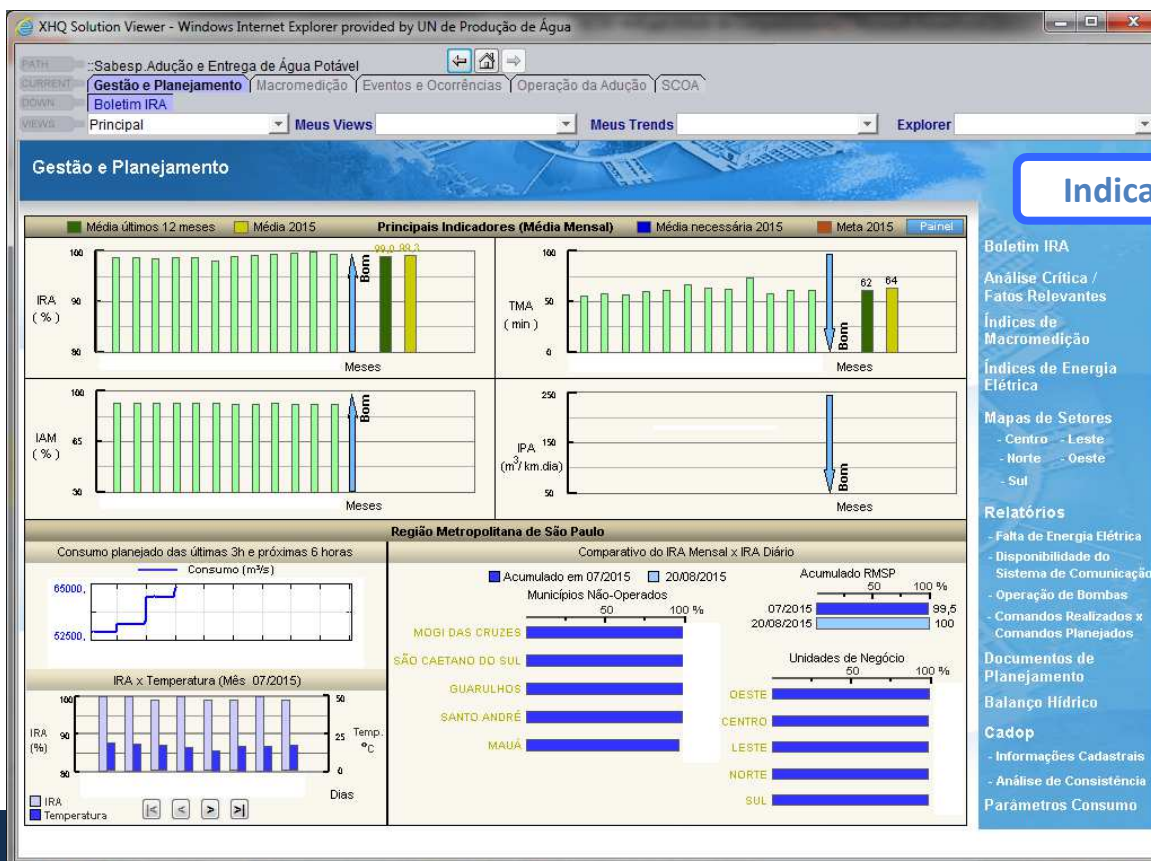 XHQ Solution Viewer - Windows Internet Explorer provided by UN de Produção de Água
PATH ::Sabesp.Adução e Entrega de Água Potável
CURRENT Gestão e Planejamento Macromedição Eventos e Ocorrências Operação da Adução SCOA
DOWN Boletim IRA
VIEWS Principal Meus Views Meus Trends Explorer
Gestão e Planejamento
Indica
Média últimos 12 meses Média 2015 Principais Indicadores (Média Mensal) Média necessária 2015 Meta 2015 Painel
100
90
80
IRA
(%)
Bom
99,0 99,3
Meses
100
50
0
TMA
(min)
Bom
62 64
Meses
100
65
30
IAM
(%)
Bom
Meses
250
150
50
IPA
(m³/km.dia)
Bom
Meses
Região Metropolitana de São Paulo
Consumo planejado das últimas 3h e próximas 6 horas
Consumo (m³/s)
65000,
52500,
IRA x Temperatura (Mês 07/2015)
100
90
80
IRA
(%)
50
25
0
Temp.
ºC
Dias
IRA
Temperatura
|< < > >|
Comparativo do IRA Mensal x IRA Diário
Acumulado em 07/2015 20/08/2015
Municípios Não-Operados
50 100 %
MOGI DAS CRUZES
SÃO CAETANO DO SUL
GUARULHOS
SANTO ANDRÉ
MAUÁ
Acumulado RMSP
50 100 %
07/2015 99,5
20/08/2015 100
Unidades de Negócio
50 100 %
OESTE
CENTRO
LESTE
NORTE
SUL
Boletim IRA
Análise Crítica /
Fatos Relevantes
Índices de
Macromedição
Índices de Energia
Elétrica
Mapas de Setores
- Centro - Leste
- Norte - Oeste
- Sul
Relatórios
- Falta de Energia Elétrica
- Disponibilidade do
Sistema de Comunicação
- Operação de Bombas
- Comandos Realizados x
Comandos Planejados
Documentos de
Planejamento
Balanço Hídrico
Cadop
- Informações Cadastrais
- Análise de Consistência
Parâmetros Consumo